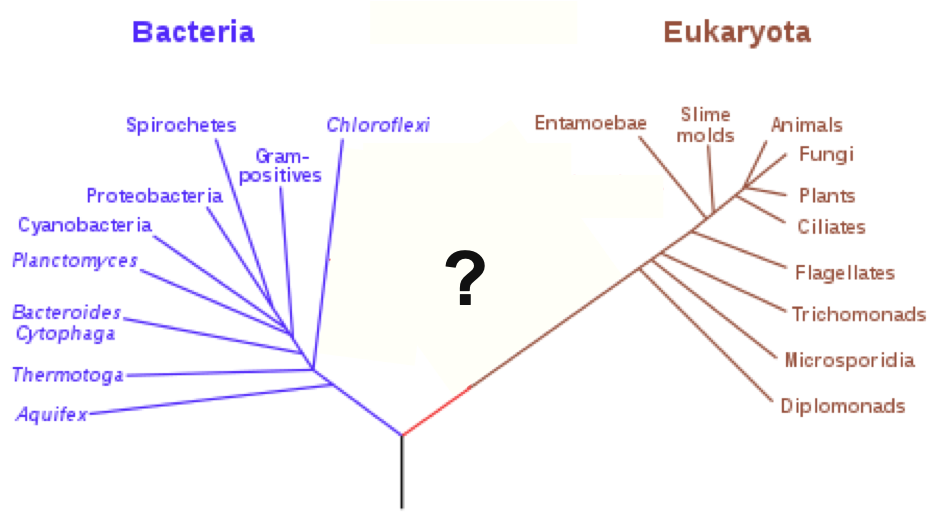 Bacteria
Eukaryota
Spirochetes
Chloroflexi
Gram-
positives
Proteobacteria
Cyanobacteria
Planctomyces
Bacteroides
Cytophaga
Thermotoga
Aquifex
?
Entamoebae
Slime
molds
Animals
Fungi
Plants
Ciliates
Flagellates
Trichomonads
Microsporidia
Diplomonads